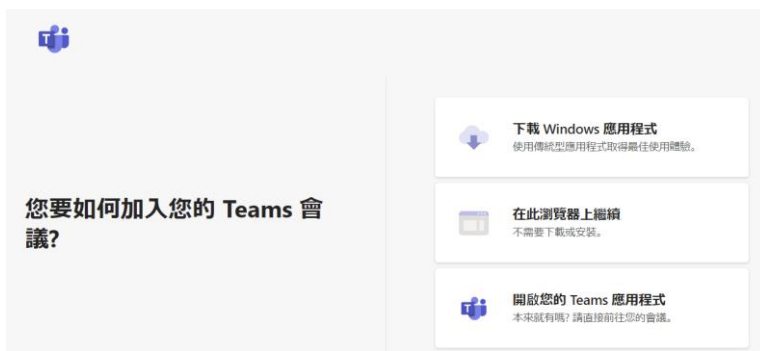 您要如何加入您的 Teams 會
議?
下載 Windows 應用程式
使用傳統型應用程式取得最佳使用體驗。
在此瀏覽器上繼續
不需要下載或安裝。
開啟您的 Teams 應用程式
本來就有嗎? 請直接前往您的會議。